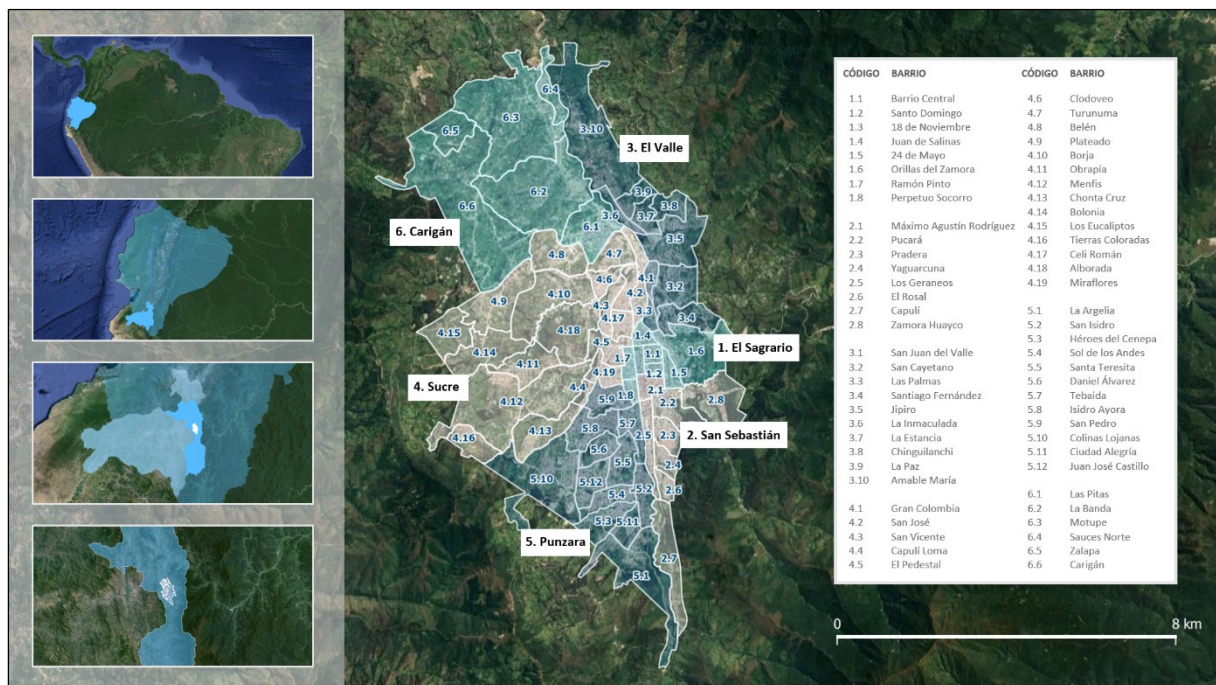 6.4
6.3
3.10
6.5
3. El Valle
6.2
3.9
3.8
6.6
3.6
3.7
6. Carigán
6.1
3.5
4.8
4.7
4.6
4.1
3.2
4.10
4.2
4.9
4.3
3.3
4.17
3.4
4.15
4.18
4.5
1.4
1. El Sagrario
4.14
1.7
1.1
1.6
4.11
4.19
1.2
1.5
4. Sucre
4.4
5.9
1.8
2.1
2.8
4.12
2.2
4.13
5.8
5.7
2.5
2.3
2. San Sebastián
4.16
5.6
5.5
2.4
5.10
5.12
5.2
2.6
5.4
5.3
5.11
5. Punzara
2.7
5.1
CÓDIGO BARRIO
1.1 Barrio Central
1.2 Santo Domingo
1.3 18 de Noviembre
1.4 Juan de Salinas
1.5 24 de Mayo
1.6 Orillas del Zamora
1.7 Ramón Pinto
1.8 Perpetuo Socorro
2.1 Máximo Agustín Rodríguez
2.2 Pucará
2.3 Pradera
2.4 Yaguarcuna
2.5 Los Geraneos
2.6 El Rosal
2.7 Capulí
2.8 Zamora Huayco
3.1 San Juan del Valle
3.2 San Cayetano
3.3 Las Palmas
3.4 Santiago Fernández
3.5 Jipiro
3.6 La Inmaculada
3.7 La Estancia
3.8 Chinguilanchi
3.9 La Paz
3.10 Amable María
4.1 Gran Colombia
4.2 San José
4.3 San Vicente
4.4 Capulí Loma
4.5 El Pedestal
CÓDIGO BARRIO
4.6 Clodoveo
4.7 Turunuma
4.8 Belén
4.9 Plateado
4.10 Borja
4.11 Obrapía
4.12 Menfis
4.13 Chonta Cruz
4.14 Bolonia
4.15 Los Eucaliptos
4.16 Tierras Coloradas
4.17 Celi Román
4.18 Alborada
4.19 Miraflores
5.1 La Argelia
5.2 San Isidro
5.3 Héroes del Cenepa
5.4 Sol de los Andes
5.5 Santa Teresita
5.6 Daniel Álvarez
5.7 Tebaida
5.8 Isidro Ayora
5.9 San Pedro
5.10 Colinas Lojanas
5.11 Ciudad Alegría
5.12 Juan José Castillo
6.1 Las Pitas
6.2 La Banda
6.3 Motupe
6.4 Sauces Norte
6.5 Zalapa
6.6 Carigán
0 8 km